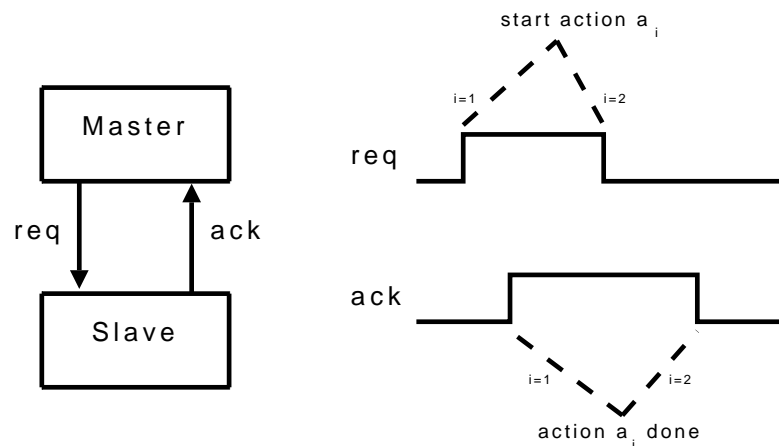 start action a i
i=1 i=2
Master
req
req ack
ack
Slave
i=1 i=2
action a i done